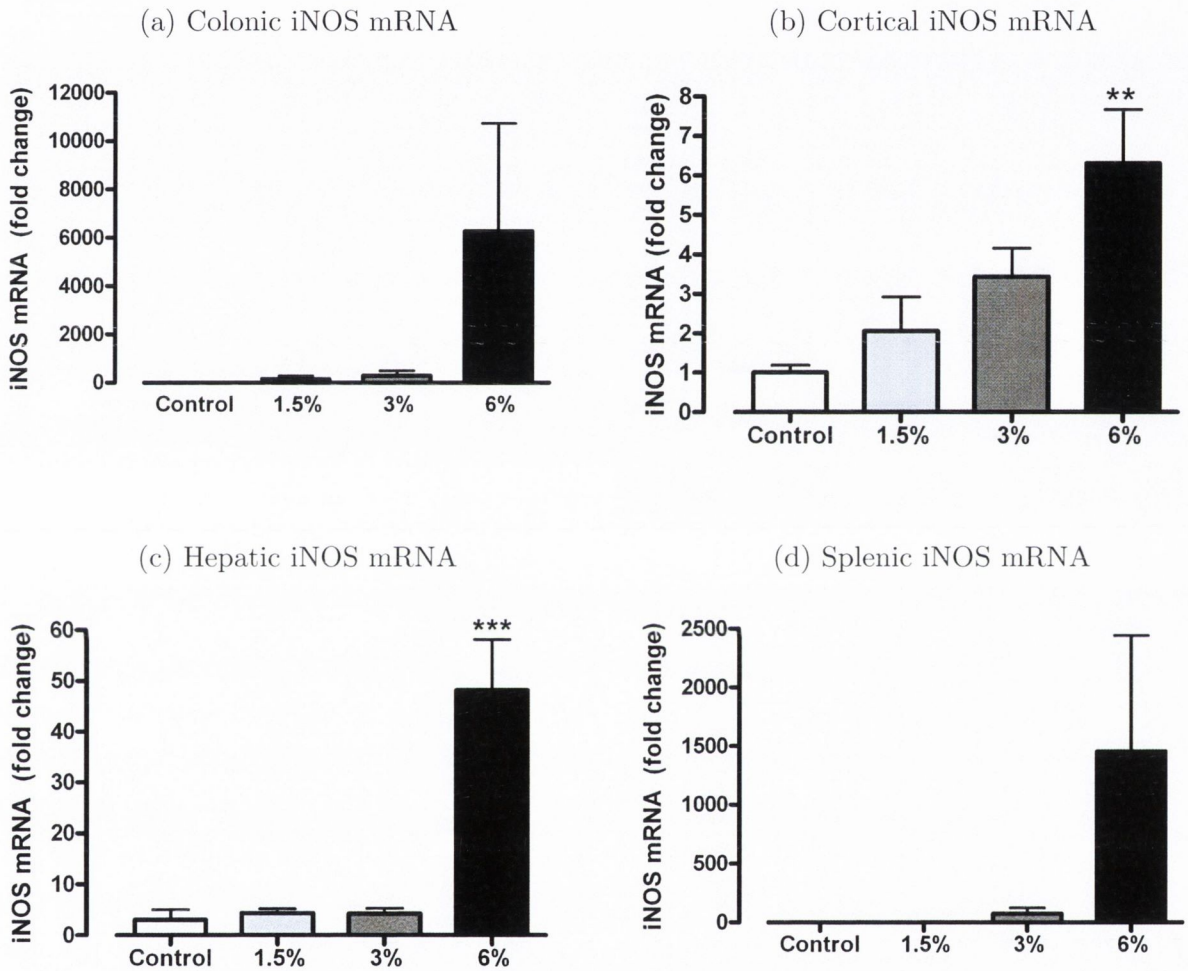 (a) Colonic iNOS mRNA
iNOS mRNA (fold change)
12000
10000
8000
6000
4000
2000
0
Control 1.5% 3% 6%
(b) Cortical iNOS mRNA
iNOS mRNA (fold change)
8
7
6
5
4
3
2
1
0
**
Control 1.5% 3% 6%
(c) Hepatic iNOS mRNA
iNOS mRNA (fold change)
60
50
40
30
20
10
0
***
Control 1.5% 3% 6%
(d) Splenic iNOS mRNA
iNOS mRNA (fold change)
2500
2000
1500
1000
500
0
Control 1.5% 3% 6%